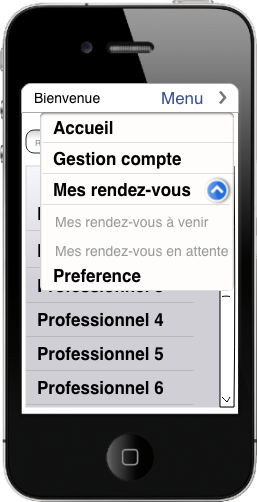 Bienvenue Menu
Accueil
Gestion compte
Mes rendez-vous
Mes rendez-vous à venir
Mes rendez-vous en attente
Preference
Professionnel 4
Professionnel 5
Professionnel 6